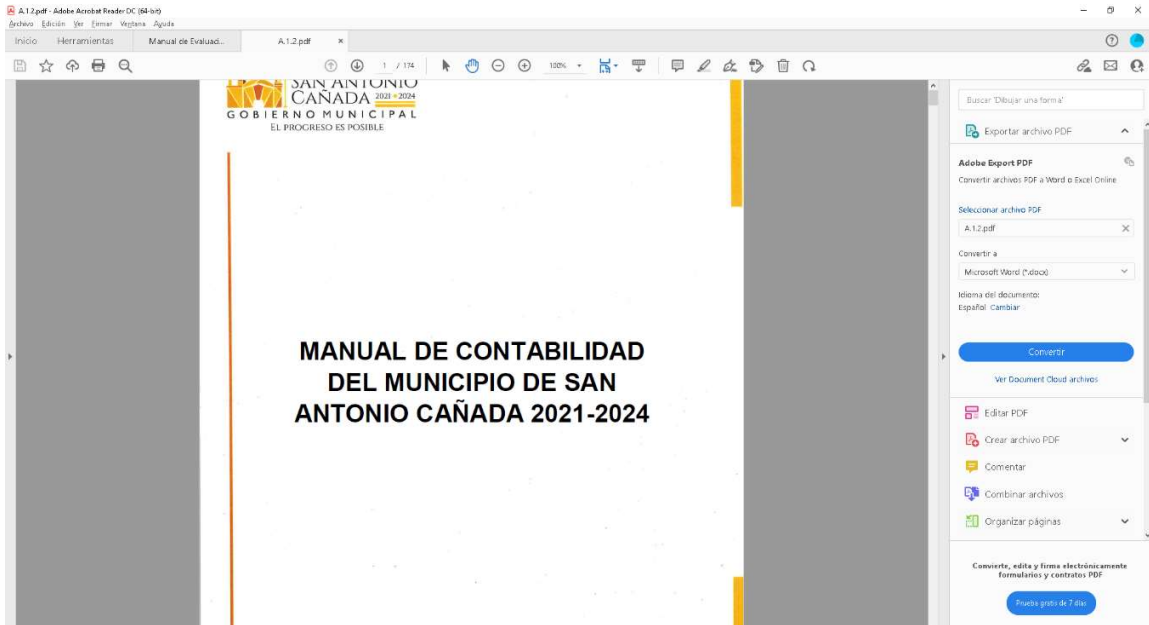 A.1.2.pdf - Adobe Acrobat Reader DC (64-bit)
Archivo Edición Ver Firmar Ventana Ayuda
Inicio Herramientas Manual de Evaluaci... A.1.2.pdf ×
1 / 174 100%
SAN ANTONIO
CAÑADA 2021 • 2024
GOBIERNO MUNICIPAL
EL PROGRESO ES POSIBLE
MANUAL DE CONTABILIDAD
DEL MUNICIPIO DE SAN
ANTONIO CAÑADA 2021-2024
Buscar 'Dibujar una forma'
Exportar archivo PDF
Adobe Export PDF
Convertir archivos PDF a Word o Excel Online
Seleccionar archivo PDF
A.1.2.pdf
Convertir a
Microsoft Word (*.docx)
Idioma del documento:
Español Cambiar
Convertir
Ver Document Cloud archivos
Editar PDF
Crear archivo PDF
Comentar
Combinar archivos
Organizar páginas
Convierte, edita y firma electrónicamente
formularios y contratos PDF
Prueba gratis de 7 días